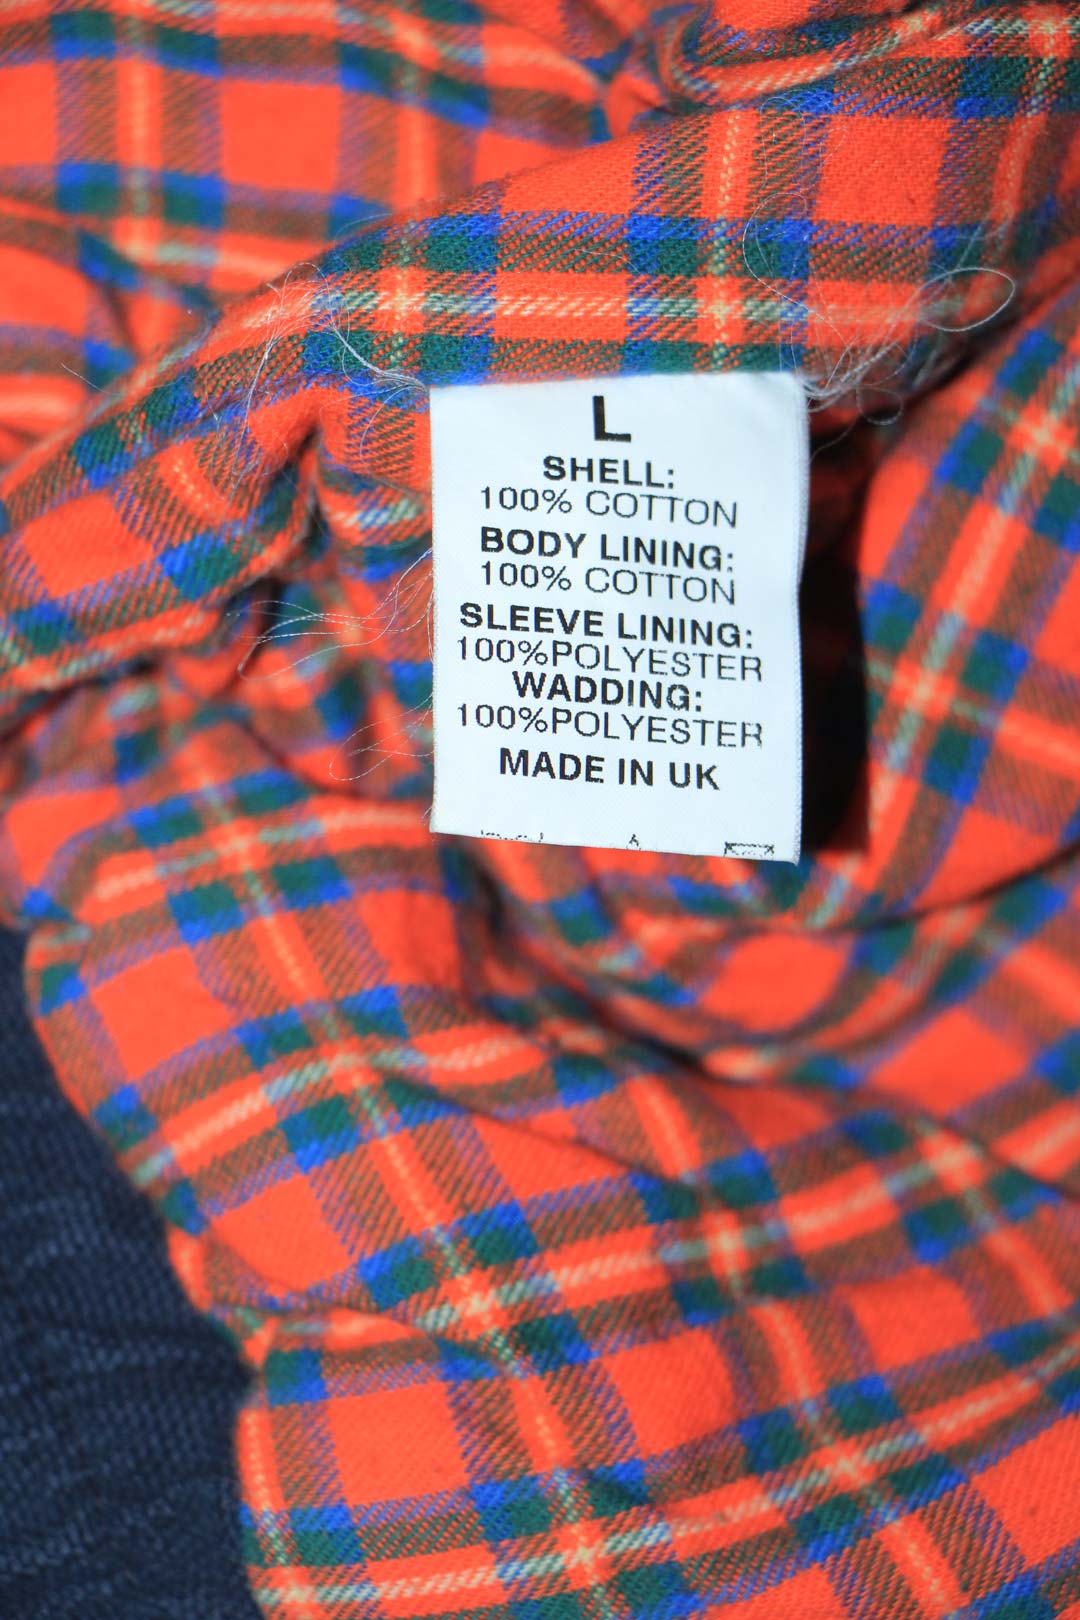 L
SHELL:
100% COTTON
BODY LINING:
100% COTTON
SLEEVE LINING:
100%POLYESTER
WADDING:
100%POLYESTER
MADE IN UK